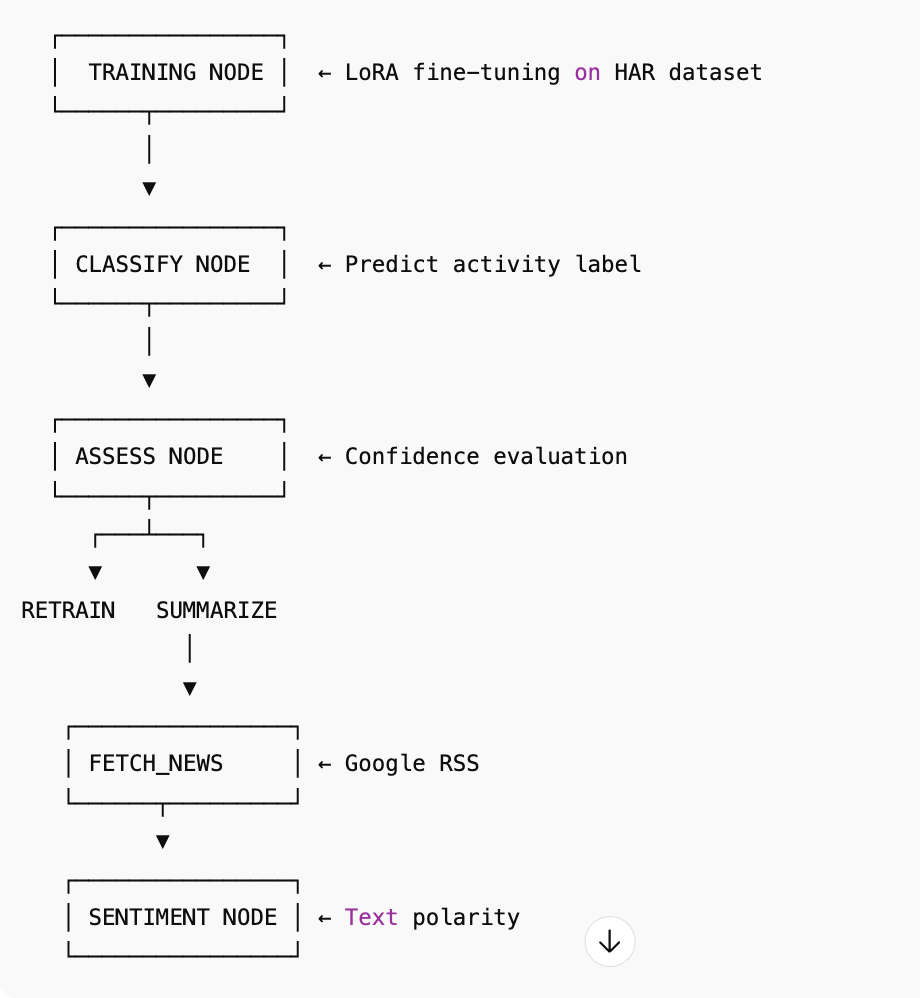 TRAINING NODE ← LoRA fine-tuning on HAR dataset
CLASSIFY NODE ← Predict activity label
ASSESS NODE ← Confidence evaluation
RETRAIN SUMMARIZE
FETCH_NEWS ← Google RSS
SENTIMENT NODE ← Text polarity